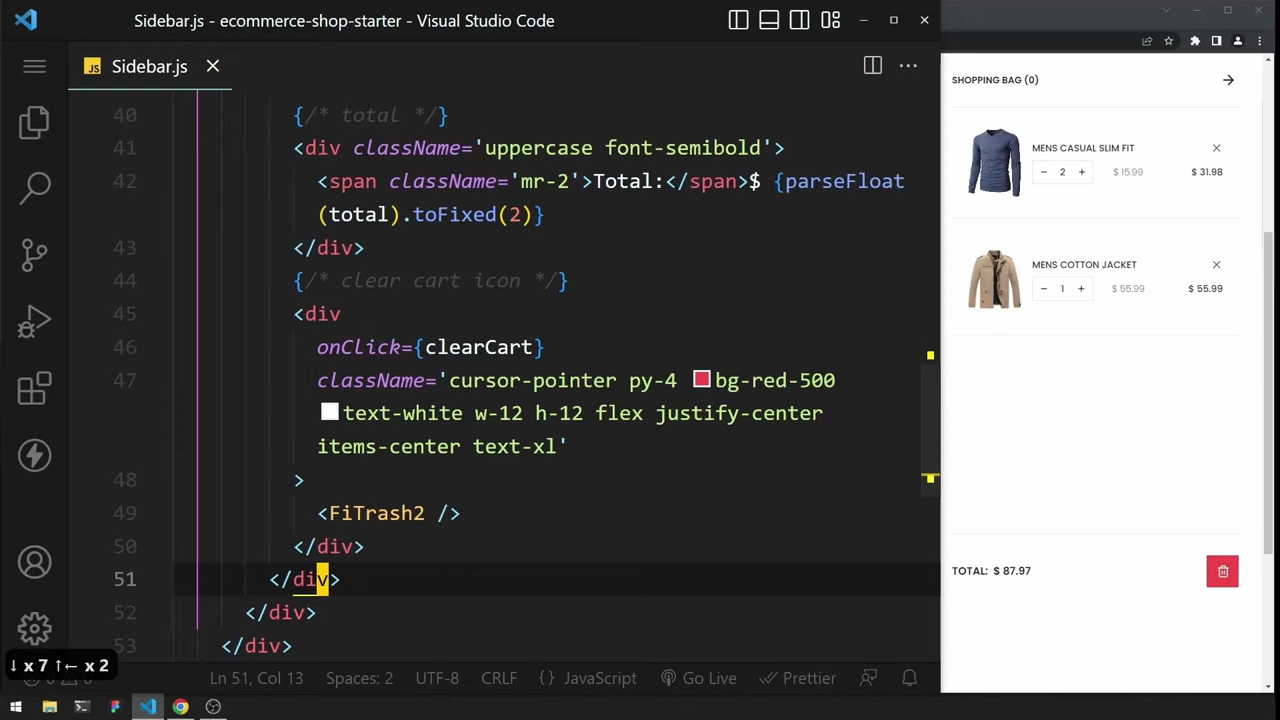 Sidebar.js - ecommerce-shop-starter - Visual Studio Code
JS Sidebar.js
40 {/* total */}
41 <div className='uppercase font-semibold'>
42 <span className='mr-2'>Total:</span>$ {parseFloat
(total).toFixed(2)}
43 </div>
44 {/* clear cart icon */}
45 <div
46 onClick={clearCart}
47 className='cursor-pointer py-4 bg-red-500
text-white w-12 h-12 flex justify-center
items-center text-xl'
48 >
49 <FiTrash2 />
50 </div>
51 </div>
52 </div>
53 </div>
↓ x 7 ↑← x 2
Ln 51, Col 13 Spaces: 2 UTF-8 CRLF {} JavaScript Go Live Prettier
SHOPPING BAG (0)
MENS CASUAL SLIM FIT
− 2 + $ 15.99 $ 31.98
MENS COTTON JACKET
− 1 + $ 55.99 $ 55.99
TOTAL: $ 87.97